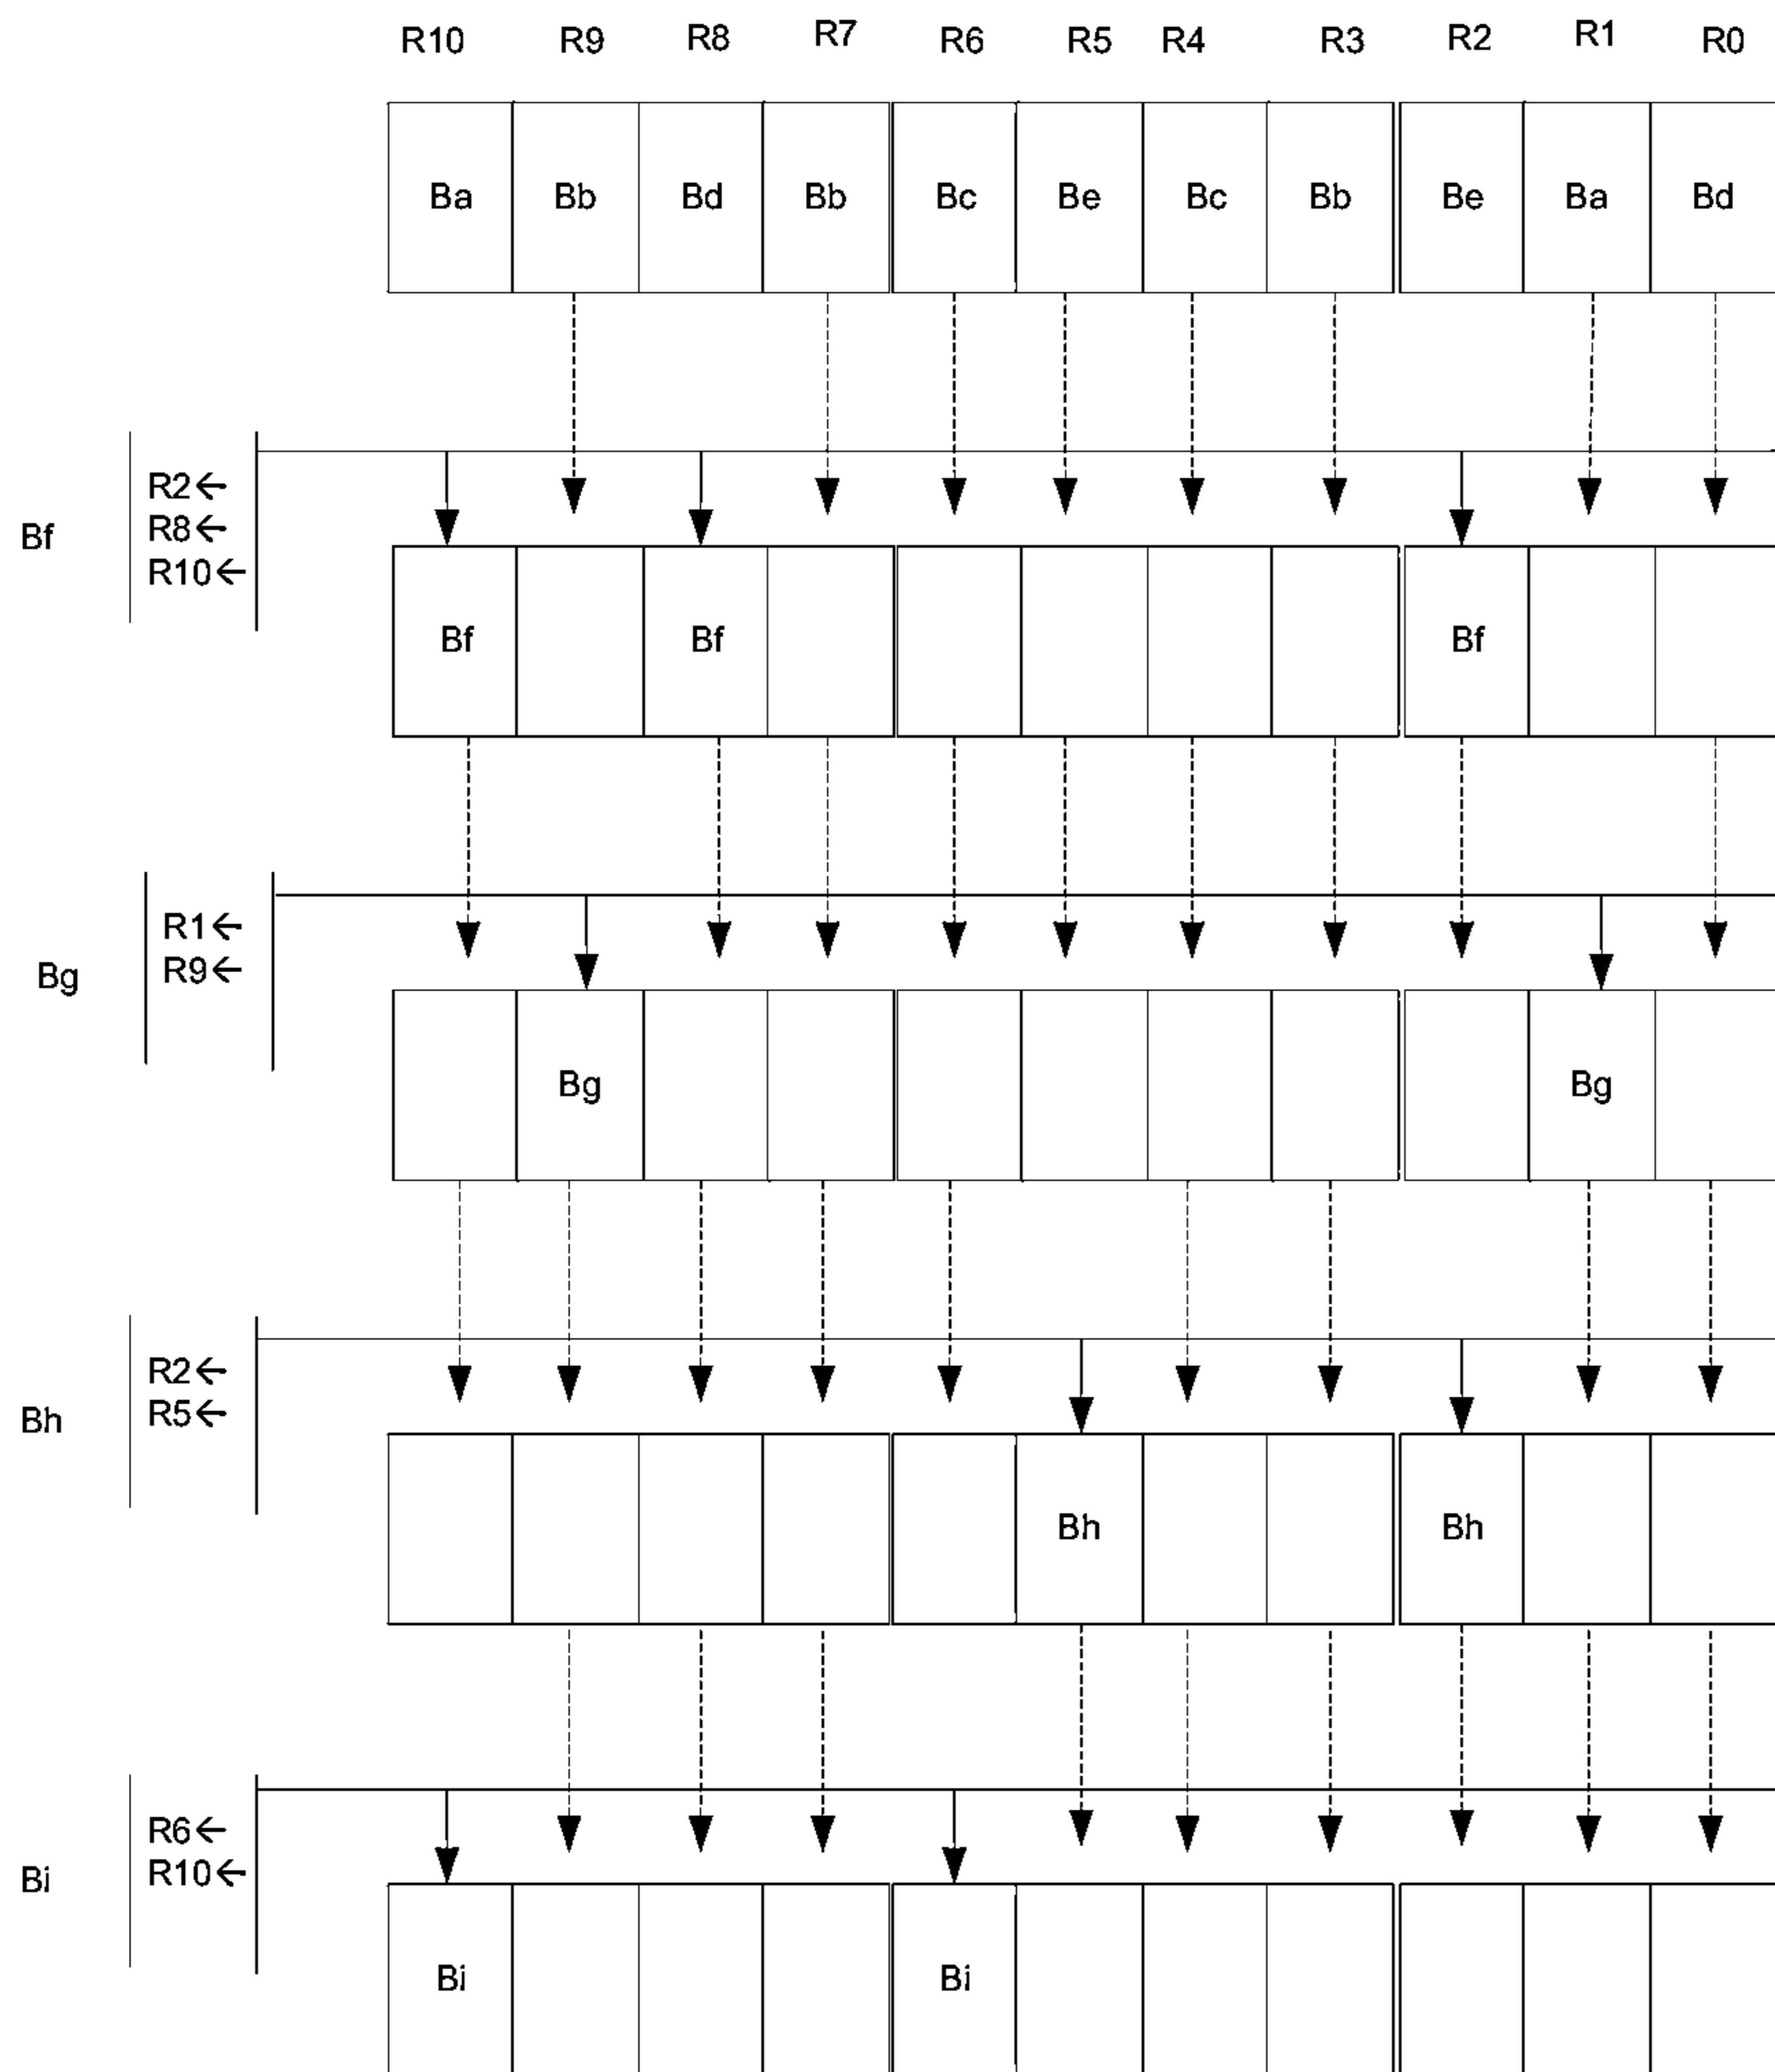 R10 R9 R8 R7 R6 R5 R4 R3 R2 R1 R0
Ba Bb Bd Bb Bc Be Bc Bb Be Ba Bd
R2←
R8←
Bf
R10←
Bf Bf Bf
R1←
R9←
Bg
Bg Bg
R2←
R5←
Bh
Bh Bh
R6←
R10←
Bi
Bi Bi